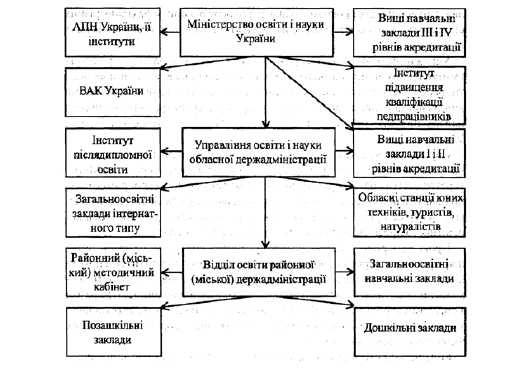 АПН України, її
інститути
Міністерство освіти і науки
України
Вищі навчальні
заклади III і IV
рівнів акредитації
ВАК України
Інститут
підвищення
кваліфікації
педпрацівників
Інститут
післядипломної
освіти
Управління освіти і науки
обласної держадміністрації
Вищі навчальні
заклади I і II
рівнів акредитації
Загальноосвітні
заклади інтернат-
ного типу
Обласні станції юних
техніків, туристів,
натуралістів
Районний (місь-
кий) методичний
кабінет
Відділ освіти районної
(міської) держадміністрації
Загальноосвітні
навчальні заклади
Позашкільні
заклади
Дошкільні заклади